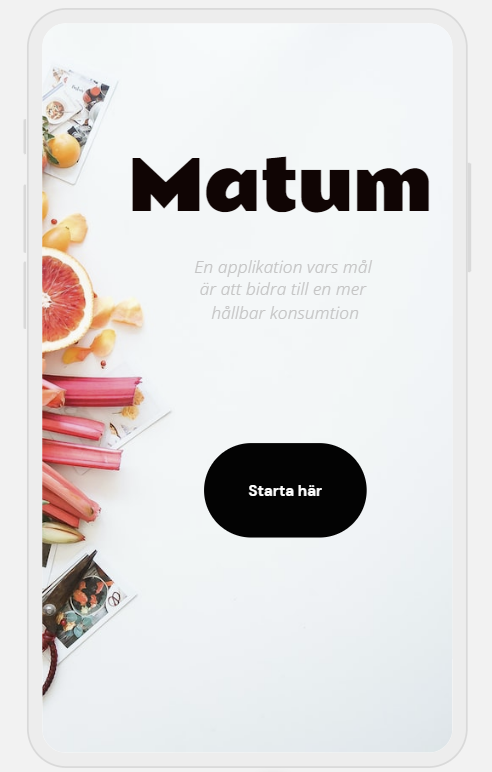 Matum
En applikation vars mål
är att bidra till en mer
hållbar konsumtion
Starta här